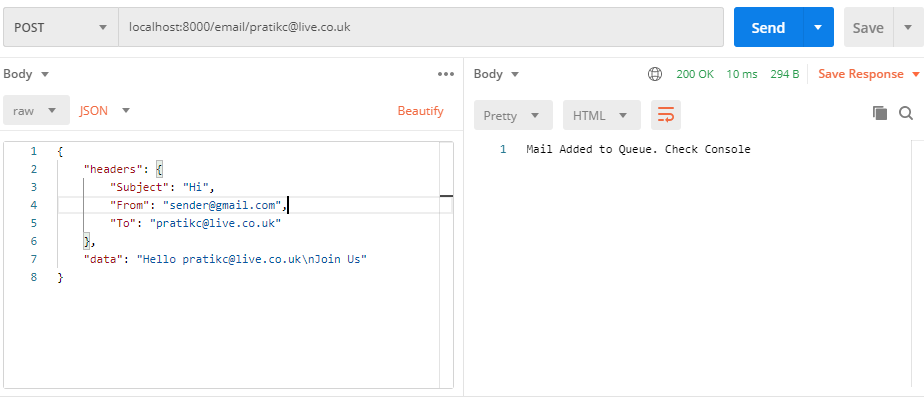 POST localhost:8000/email/pratikc@live.co.uk Send Save
Body ••• Body 200 OK 10 ms 294 B Save Response
raw JSON Beautify Pretty HTML
1 {
2 "headers": {
3 "Subject": "Hi",
4 "From": "sender@gmail.com",
5 "To": "pratikc@live.co.uk"
6 },
7 "data": "Hello pratikc@live.co.uk\nJoin Us"
8 }
1 Mail Added to Queue. Check Console